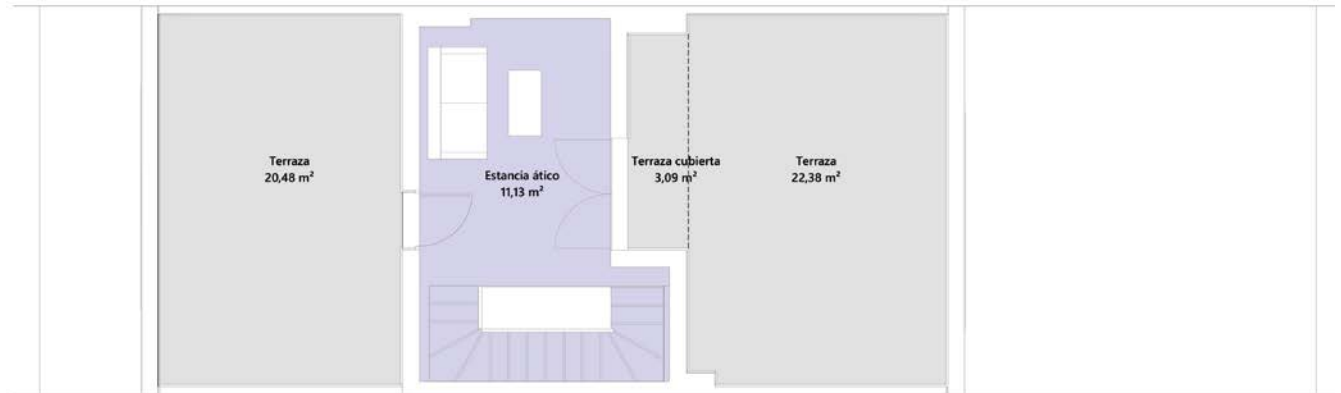 Terraza
20,48 m²
Estancia ático
11,13 m²
Terraza cubierta
3,09 m²
Terraza
22,38 m²